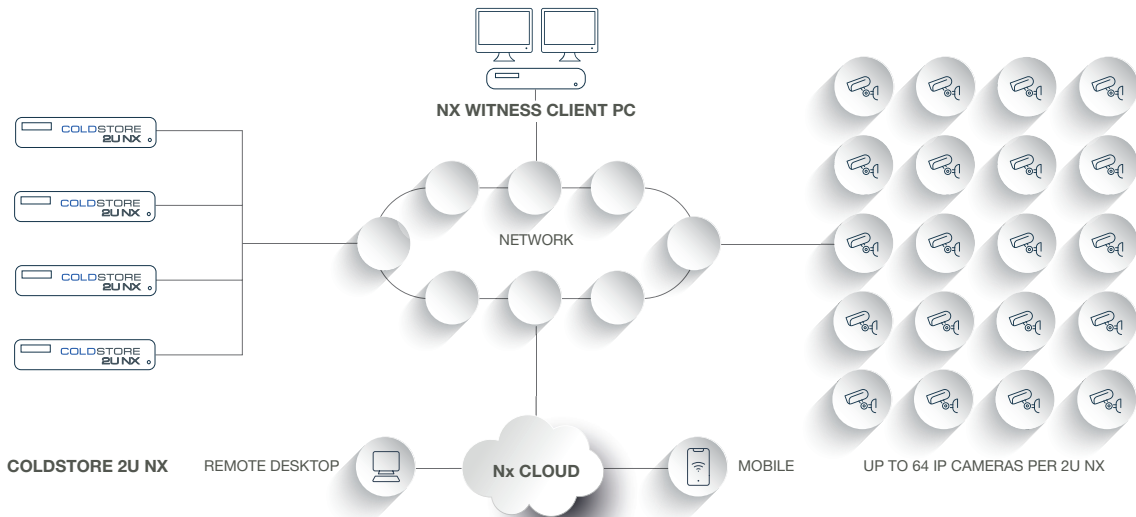 NX WITNESS CLIENT PC
COLDSTORE
2U NX
COLDSTORE
2U NX
COLDSTORE
2U NX
COLDSTORE
2U NX
NETWORK
COLDSTORE 2U NX
REMOTE DESKTOP
Nx CLOUD
MOBILE
UP TO 64 IP CAMERAS PER 2U NX